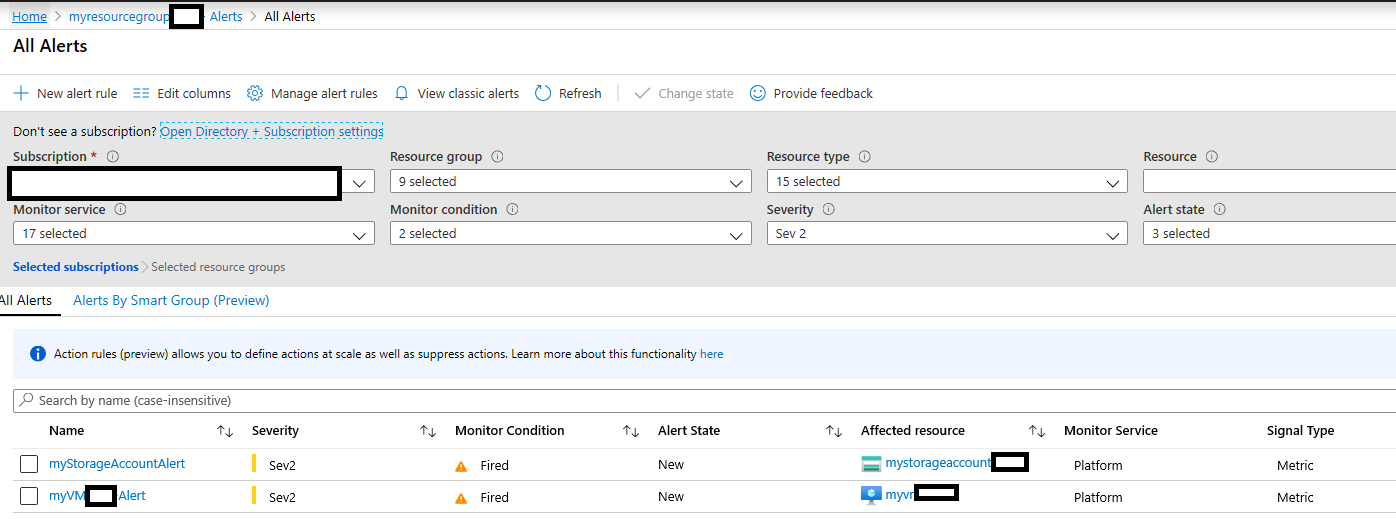 Home > myresourcegroup - Alerts > All Alerts
All Alerts
New alert rule Edit columns Manage alert rules View classic alerts Refresh Change state Provide feedback
Don't see a subscription? Open Directory + Subscription settings
Subscription * Resource group Resource type Resource
9 selected 15 selected
Monitor service Monitor condition Severity Alert state
17 selected 2 selected Sev 2 3 selected
Selected subscriptions > Selected resource groups
All Alerts Alerts By Smart Group (Preview)
Action rules (preview) allows you to define actions at scale as well as suppress actions. Learn more about this functionality here
Search by name (case-insensitive)
Name Severity Monitor Condition Alert State Affected resource Monitor Service Signal Type
myStorageAccountAlert Sev2 Fired New mystorageaccount Platform Metric
myVM Alert Sev2 Fired New Platform Metric